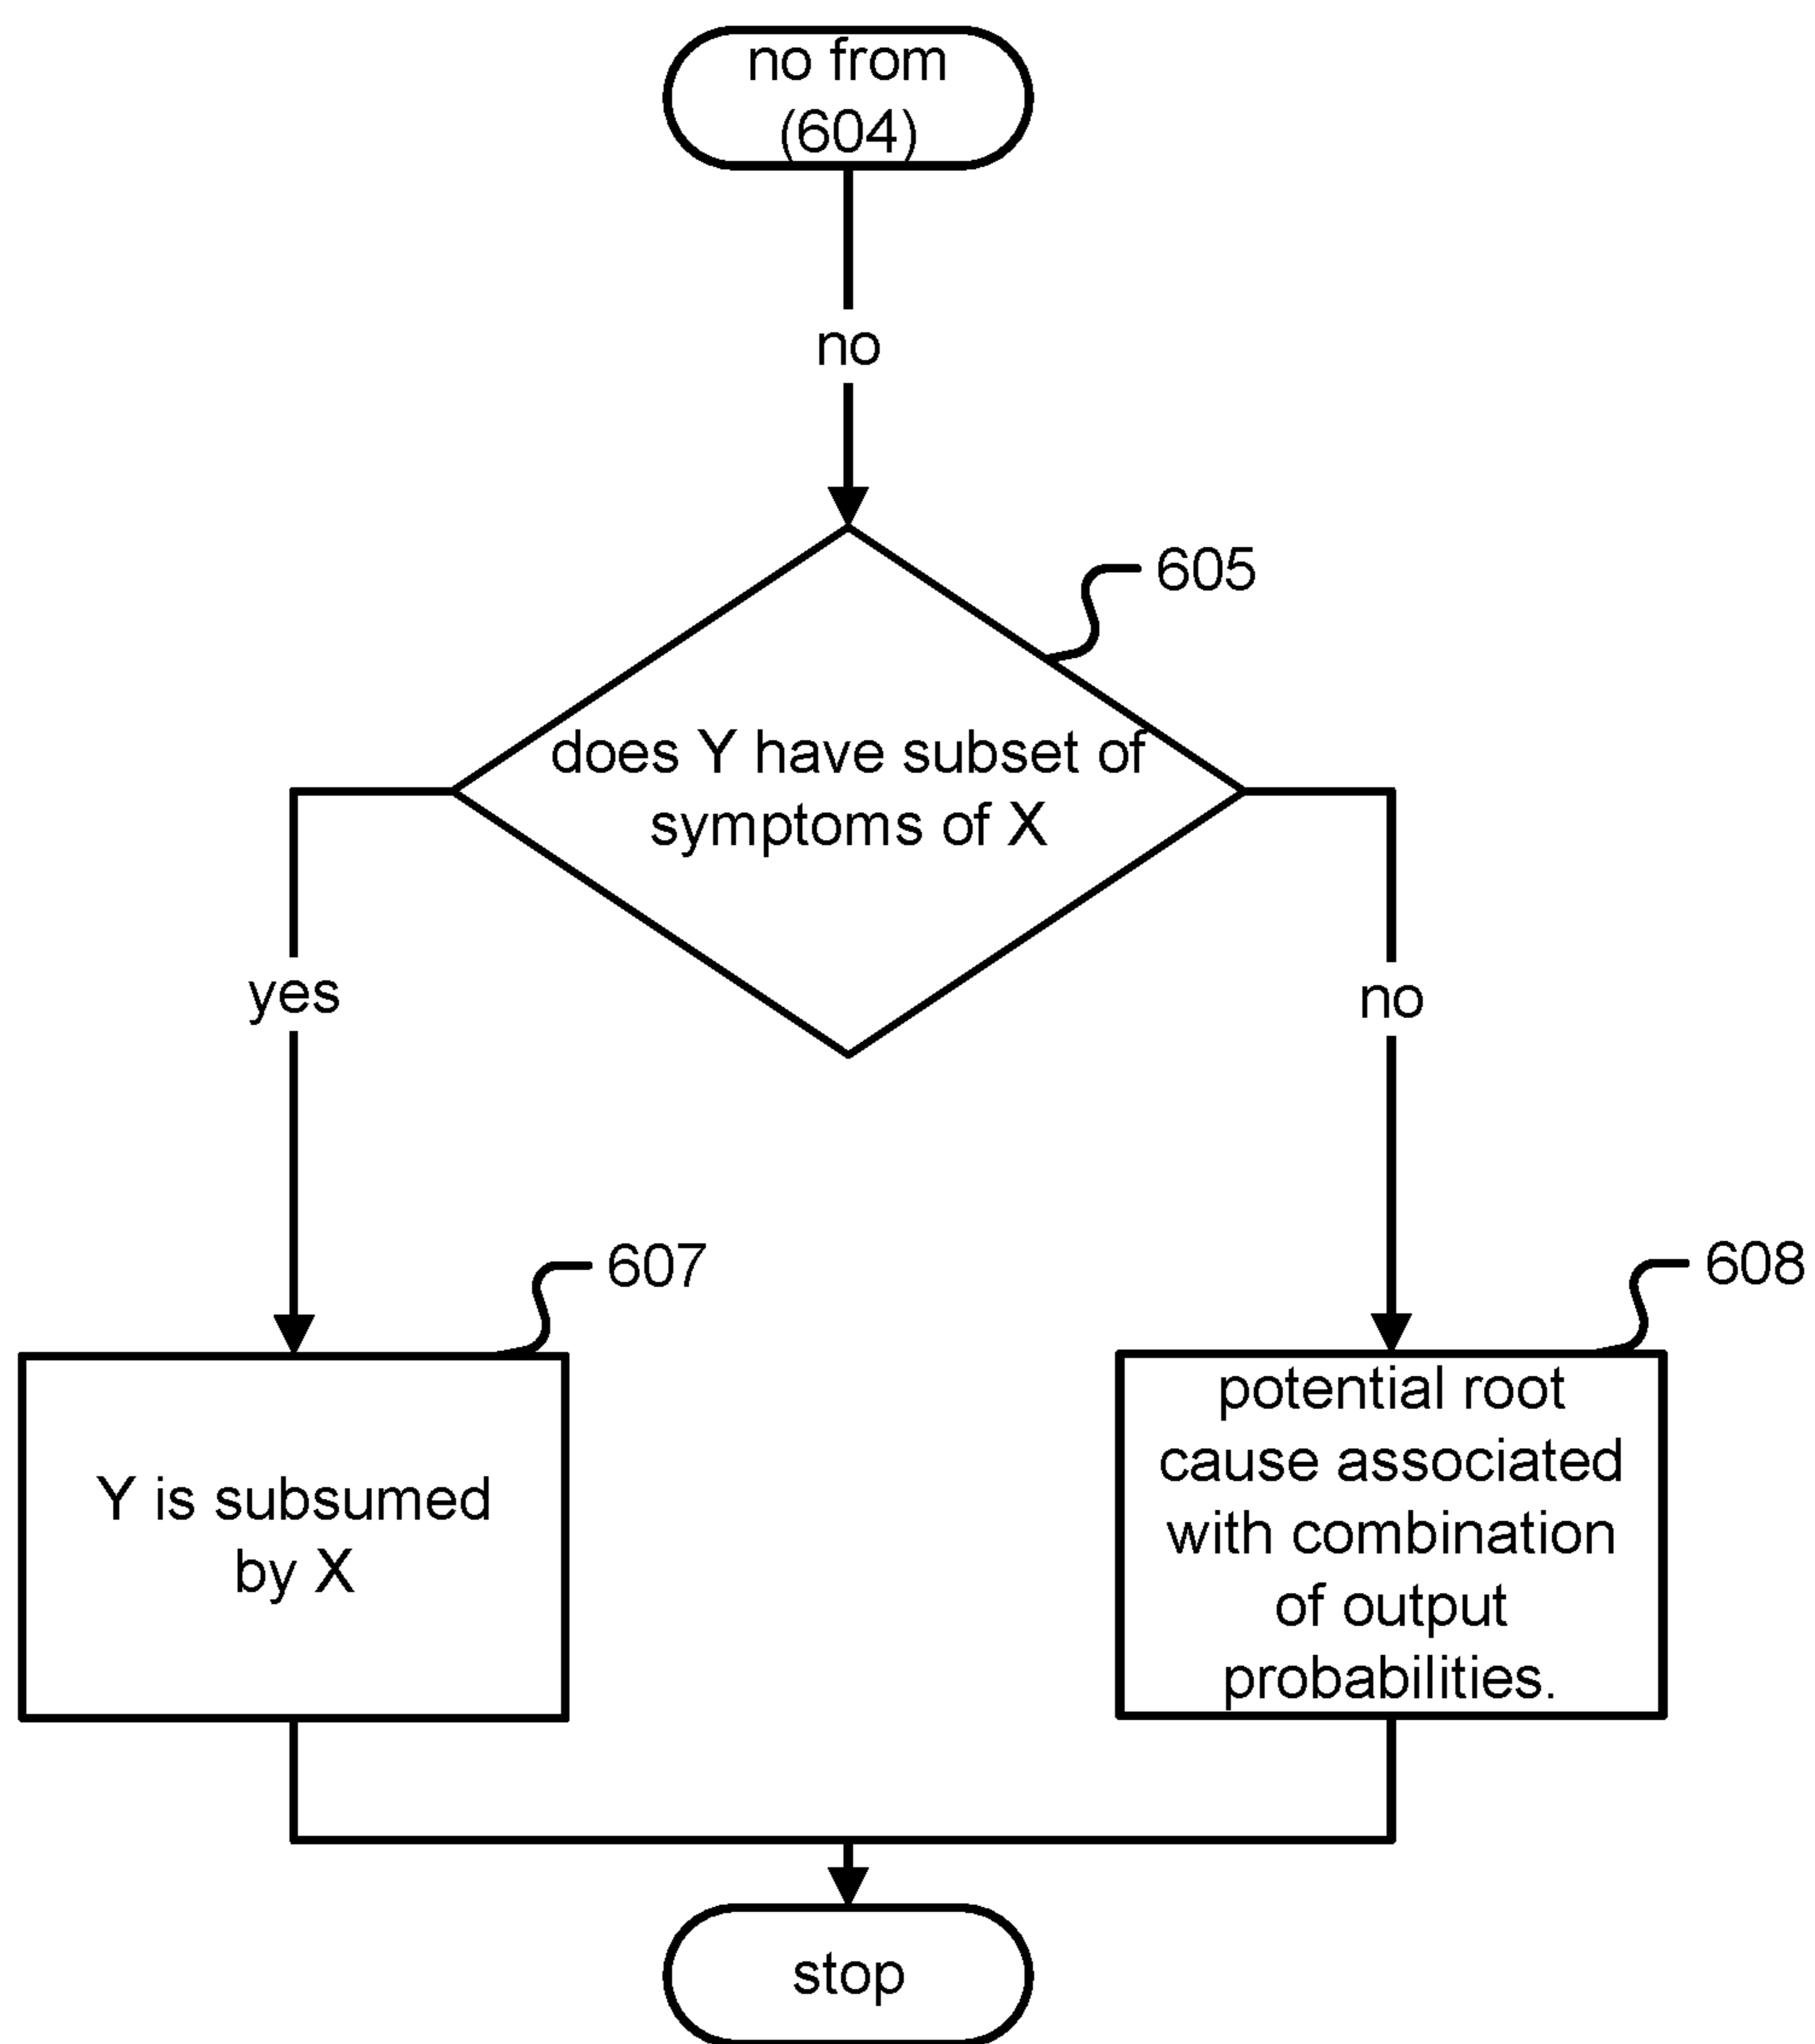 no from
(604)
no
605
does Y have subset of
symptoms of X
yes
no
607
608
Y is subsumed
by X
potential root
cause associated
with combination
of output
probabilities.
stop